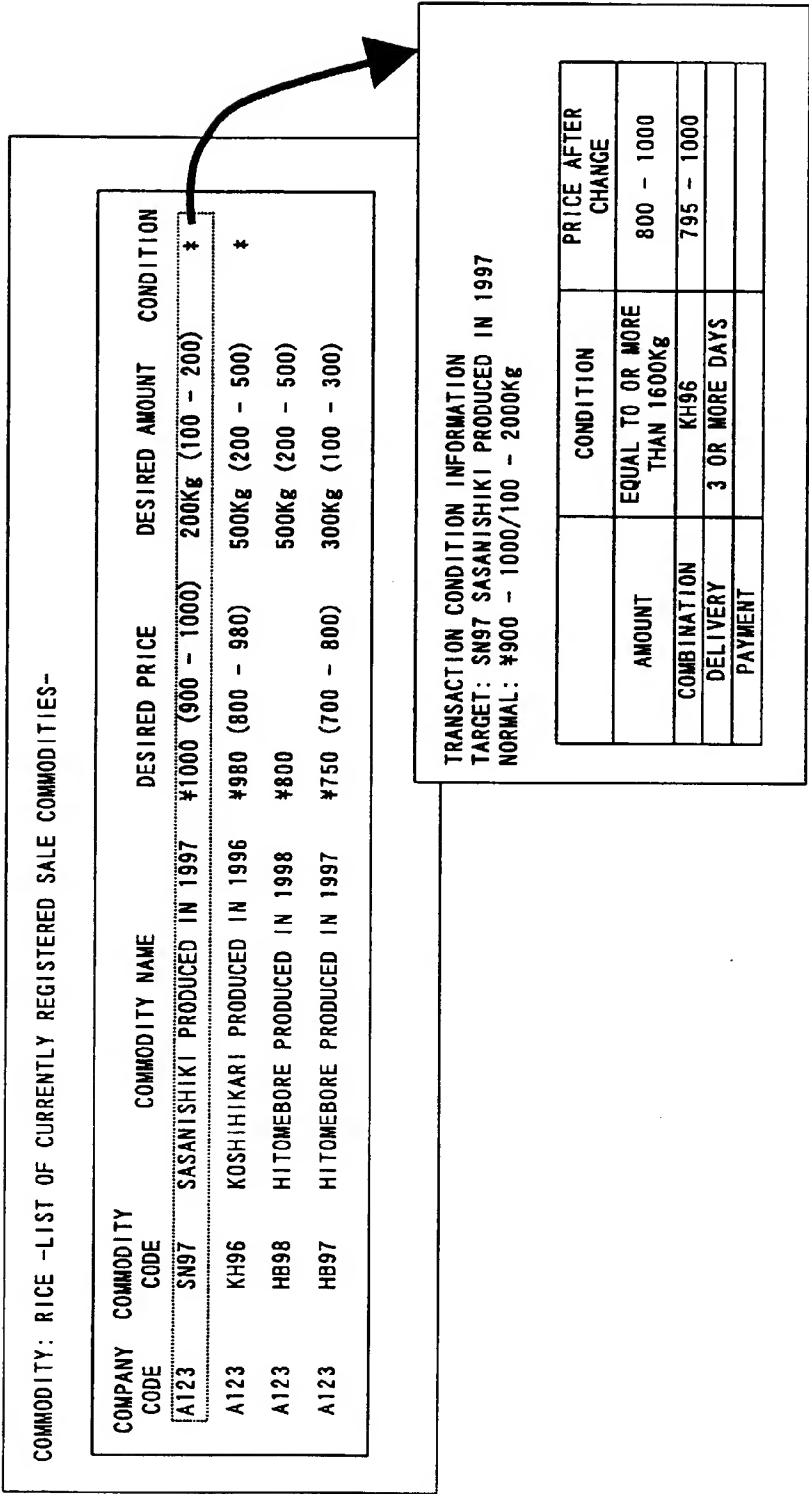 COMMODITY: RICE -LIST OF CURRENTLY REGISTERED SALE COMMODITIES-
COMPANY CODE COMMODITY CODE COMMODITY NAME DESIRED PRICE DESIRED AMOUNT CONDITION
A123 SN97 SASANISHIKI PRODUCED IN 1997 ¥1000 (900 - 1000) 200Kg (100 - 200) *
A123 KH96 KOSHIHIKARI PRODUCED IN 1996 ¥980 (800 - 980) 500Kg (200 - 500) *
A123 HB98 HITOMEBORE PRODUCED IN 1998 ¥800 500Kg (200 - 500)
A123 HB97 HITOMEBORE PRODUCED IN 1997 ¥750 (700 - 800) 300Kg (100 - 300)
TRANSACTION CONDITION INFORMATION
TARGET: SN97 SASANISHIKI PRODUCED IN 1997
NORMAL: ¥900 - 1000/100 - 2000Kg
CONDITION PRICE AFTER CHANGE
AMOUNT EQUAL TO OR MORE THAN 1600Kg 800 - 1000
COMBINATION KH96 795 - 1000
DELIVERY 3 OR MORE DAYS
PAYMENT